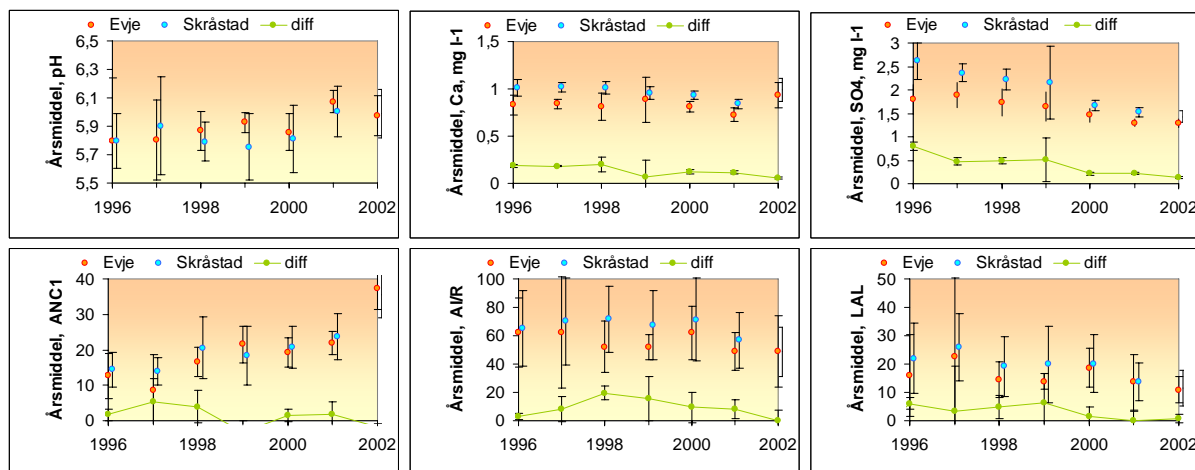 Evje Skråstad diff
Årsmiddel, pH
6,5
6,3
6,1
5,9
5,7
5,5
1996 1998 2000 2002
Evje Skråstad diff
Årsmiddel, Ca, mg l-1
1,5
1
0,5
0
1996 1998 2000 2002
Evje Skråstad diff
Årsmiddel, SO4, mg l-1
3
2,5
2
1,5
1
0,5
0
1996 1998 2000 2002
Evje Skråstad diff
Årsmiddel, ANC1
40
30
20
10
0
1996 1998 2000 2002
Evje Skråstad diff
Årsmiddel, Al/R
100
80
60
40
20
0
1996 1998 2000 2002
Evje Skråstad diff
Årsmiddel, LAL
50
40
30
20
10
0
1996 1998 2000 2002